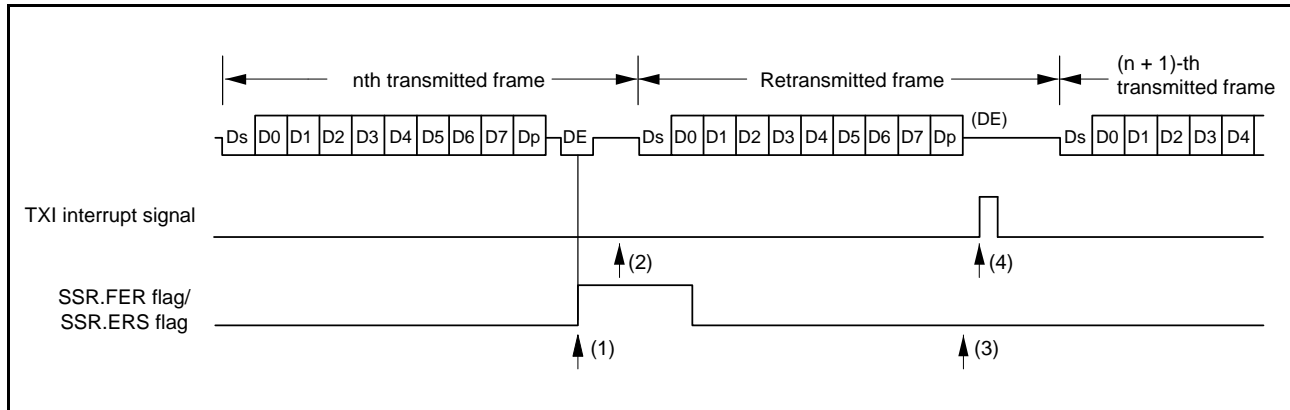 nth transmitted frame
Retransmitted frame
(n + 1)-th
transmitted frame
Ds D0 D1 D2 D3 D4 D5 D6 D7 Dp DE Ds D0 D1 D2 D3 D4 D5 D6 D7 Dp (DE) Ds D0 D1 D2 D3 D4
TXI interrupt signal
(2)
(4)
SSR.FER flag/
SSR.ERS flag
(1)
(3)